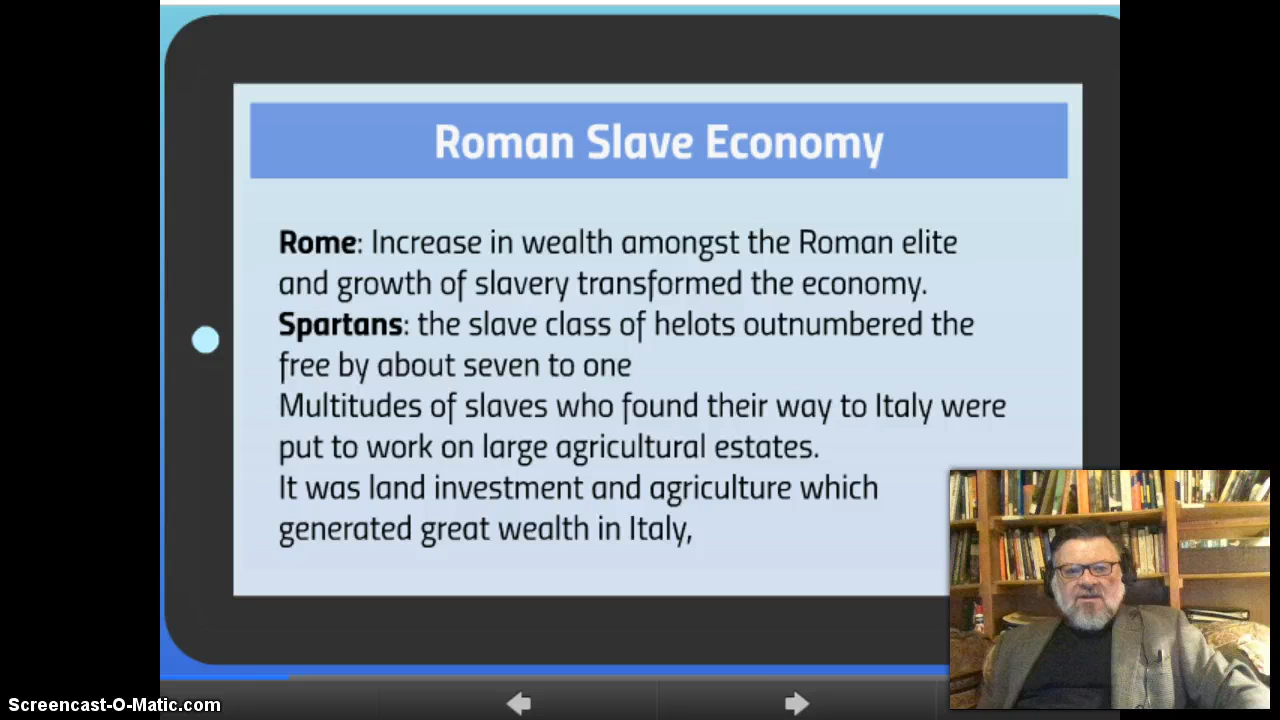 Roman Slave Economy
Rome: Increase in wealth amongst the Roman elite
and growth of slavery transformed the economy.
Spartans: the slave class of helots outnumbered the
free by about seven to one
Multitudes of slaves who found their way to Italy were
put to work on large agricultural estates.
It was land investment and agriculture which
generated great wealth in Italy,
Screencast-O-Matic.com